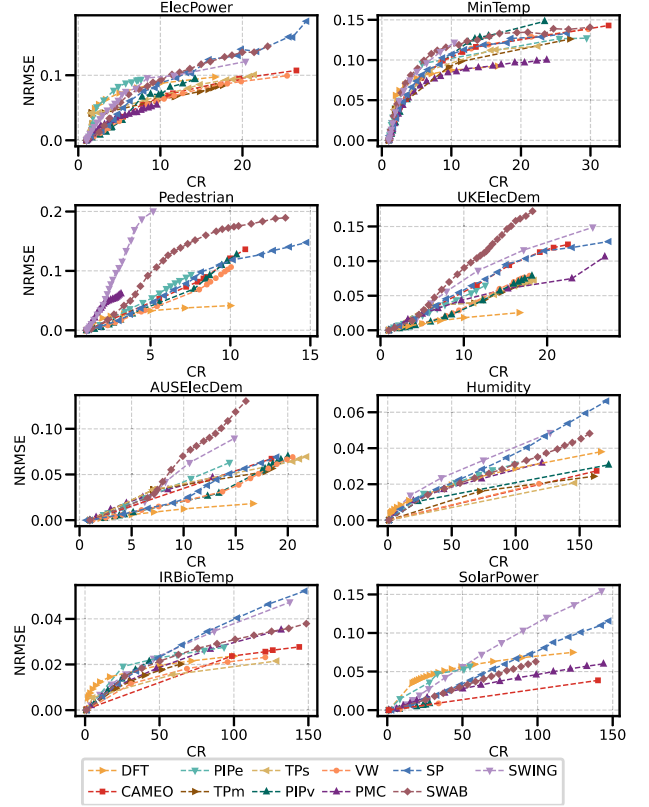 ElecPower
MinTemp
NRMSE
0.1
0.0
0.15
0.10
0.05
0.00
0 10 20
0 10 20 30
CR
CR
Pedestrian
UKElecDem
NRMSE
0.2
0.1
0.0
0.15
0.10
0.05
0.00
5 10 15
10 20
CR
CR
AUSElecDem
Humidity
NRMSE
0.10
0.05
0.00
0.06
0.04
0.02
0.00
0 5 10 15 20
0 50 100 150
CR
CR
IRBioTemp
SolarPower
NRMSE
0.04
0.02
0.00
0.15
0.10
0.05
0.00
0 50 100 150
0 50 100 150
CR
CR
DFT PIPe TPs VW SP SWING
CAMEO TPm PIPv PMC SWAB